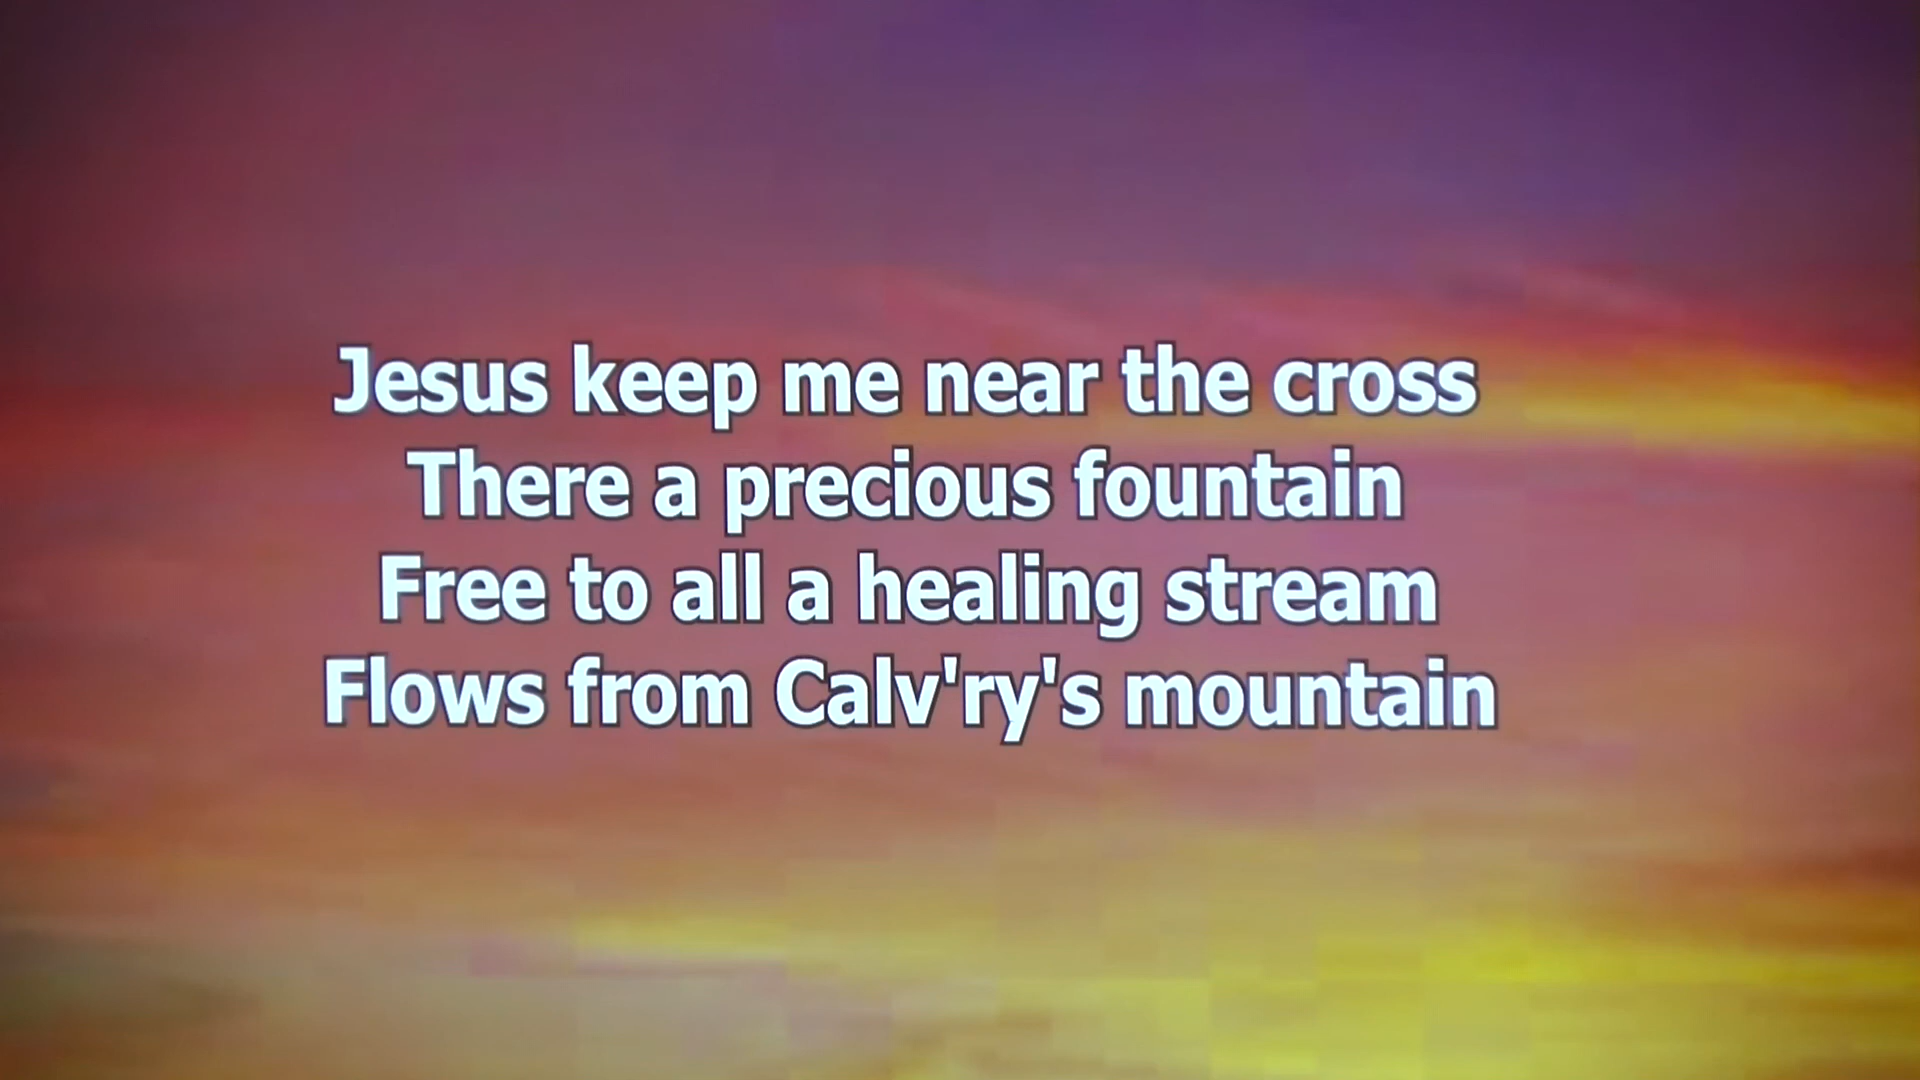 Jesus keep me near the cross
There a precious fountain
Free to all a healing stream
Flows from Calv'ry's mountain